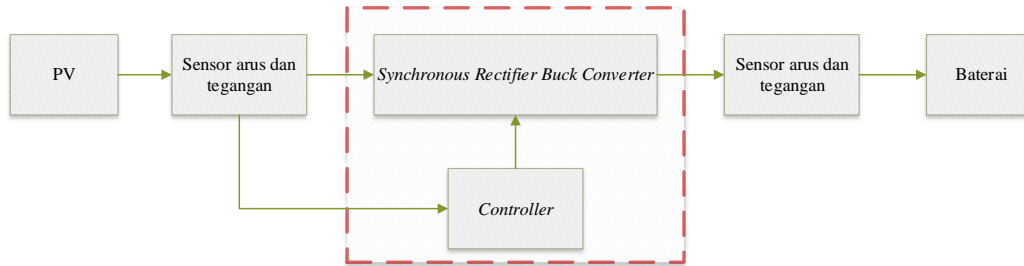 PV
Sensor arus dan
tegangan
Synchronous Rectifier Buck Converter
Sensor arus dan
tegangan
Baterai
Controller